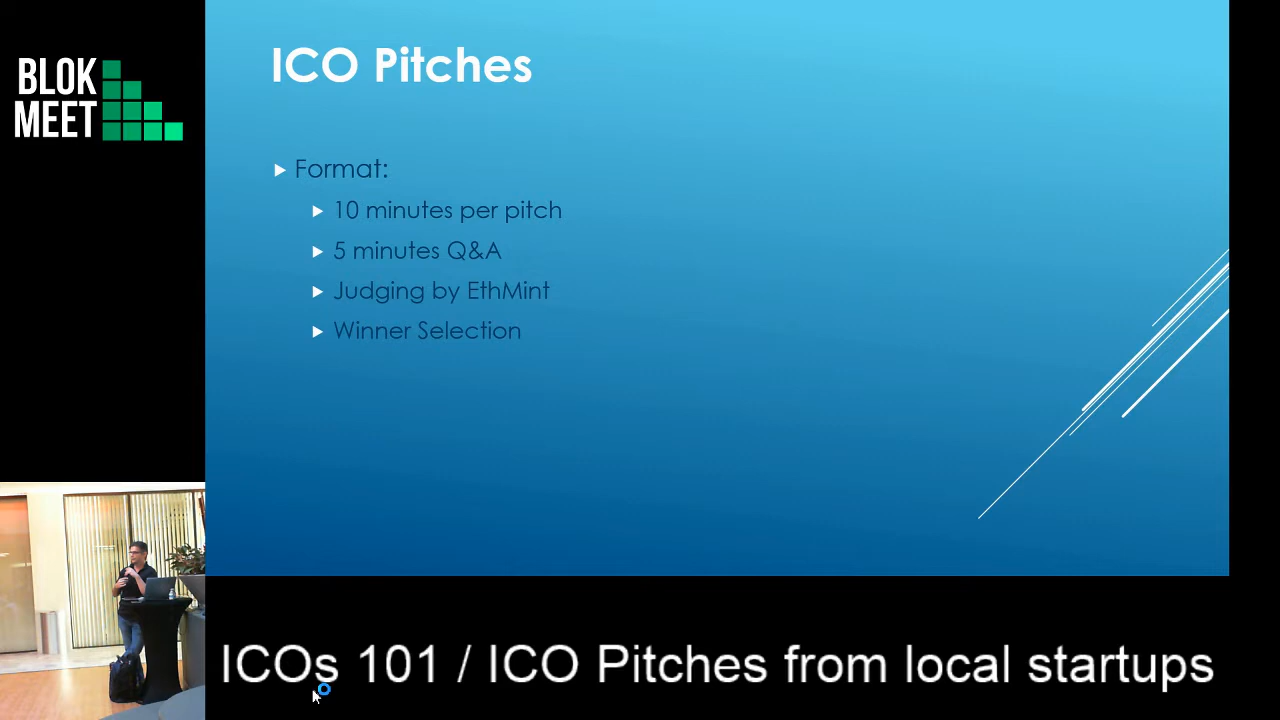 BLOK
MEET
ICO Pitches
Format:
10 minutes per pitch
5 minutes Q&A
Judging by EthMint
Winner Selection
ICOs 101 / ICO Pitches from local startups